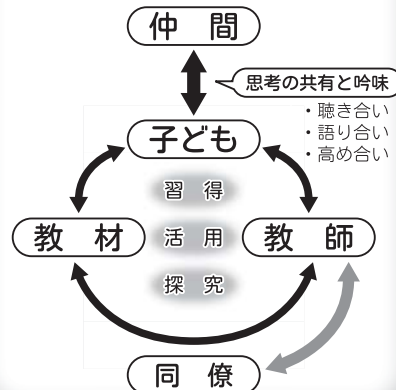 仲　間
思考の共有と吟味
・聴き合い
・語り合い
・高め合い
子ども
習　得
教　材
活　用
教　師
探　究
同　僚